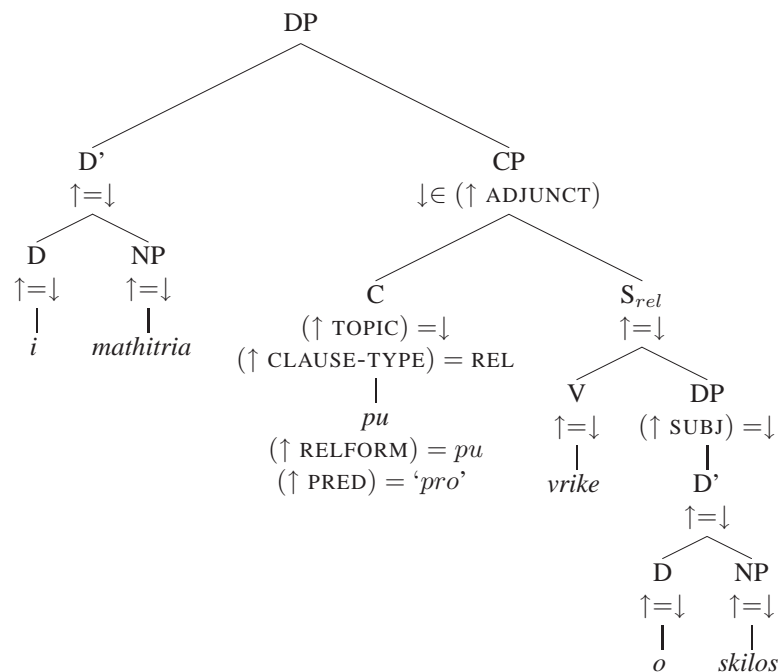 DP
D’ CP
↑=↓ ↓∈ (↑ ADJUNCT)
D NP
↑=↓ ↑=↓
C S_rel
i mathitria
(↑ TOPIC) =↓ ↑=↓
(↑ CLAUSE-TYPE) = REL
V DP
pu
↑=↓ (↑ SUBJ) =↓
(↑ RELFORM) = pu
(↑ PRED) = ‘pro’
vrike D’
↑=↓
D NP
↑=↓ ↑=↓
o skilos